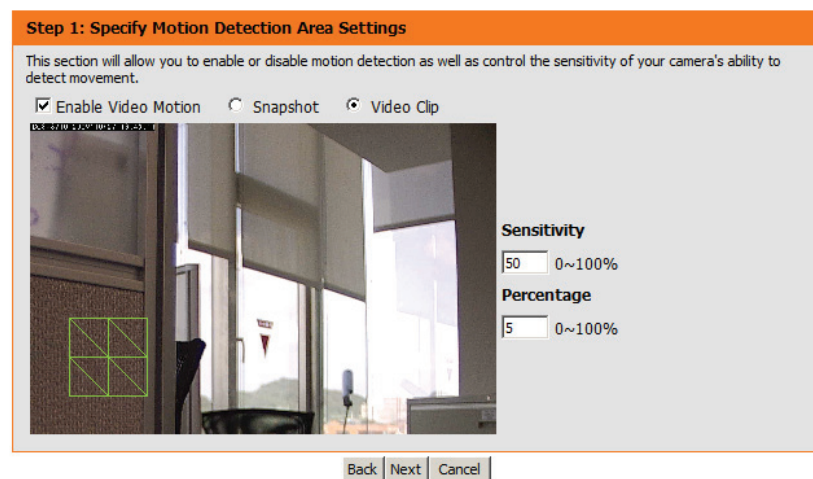 Step 1: Specify Motion Detection Area Settings
This section will allow you to enable or disable motion detection as well as control the sensitivity of your camera's ability to
detect movement.
Enable Video Motion Snapshot Video Clip
Sensitivity
50 0~100%
Percentage
5 0~100%
Back Next Cancel